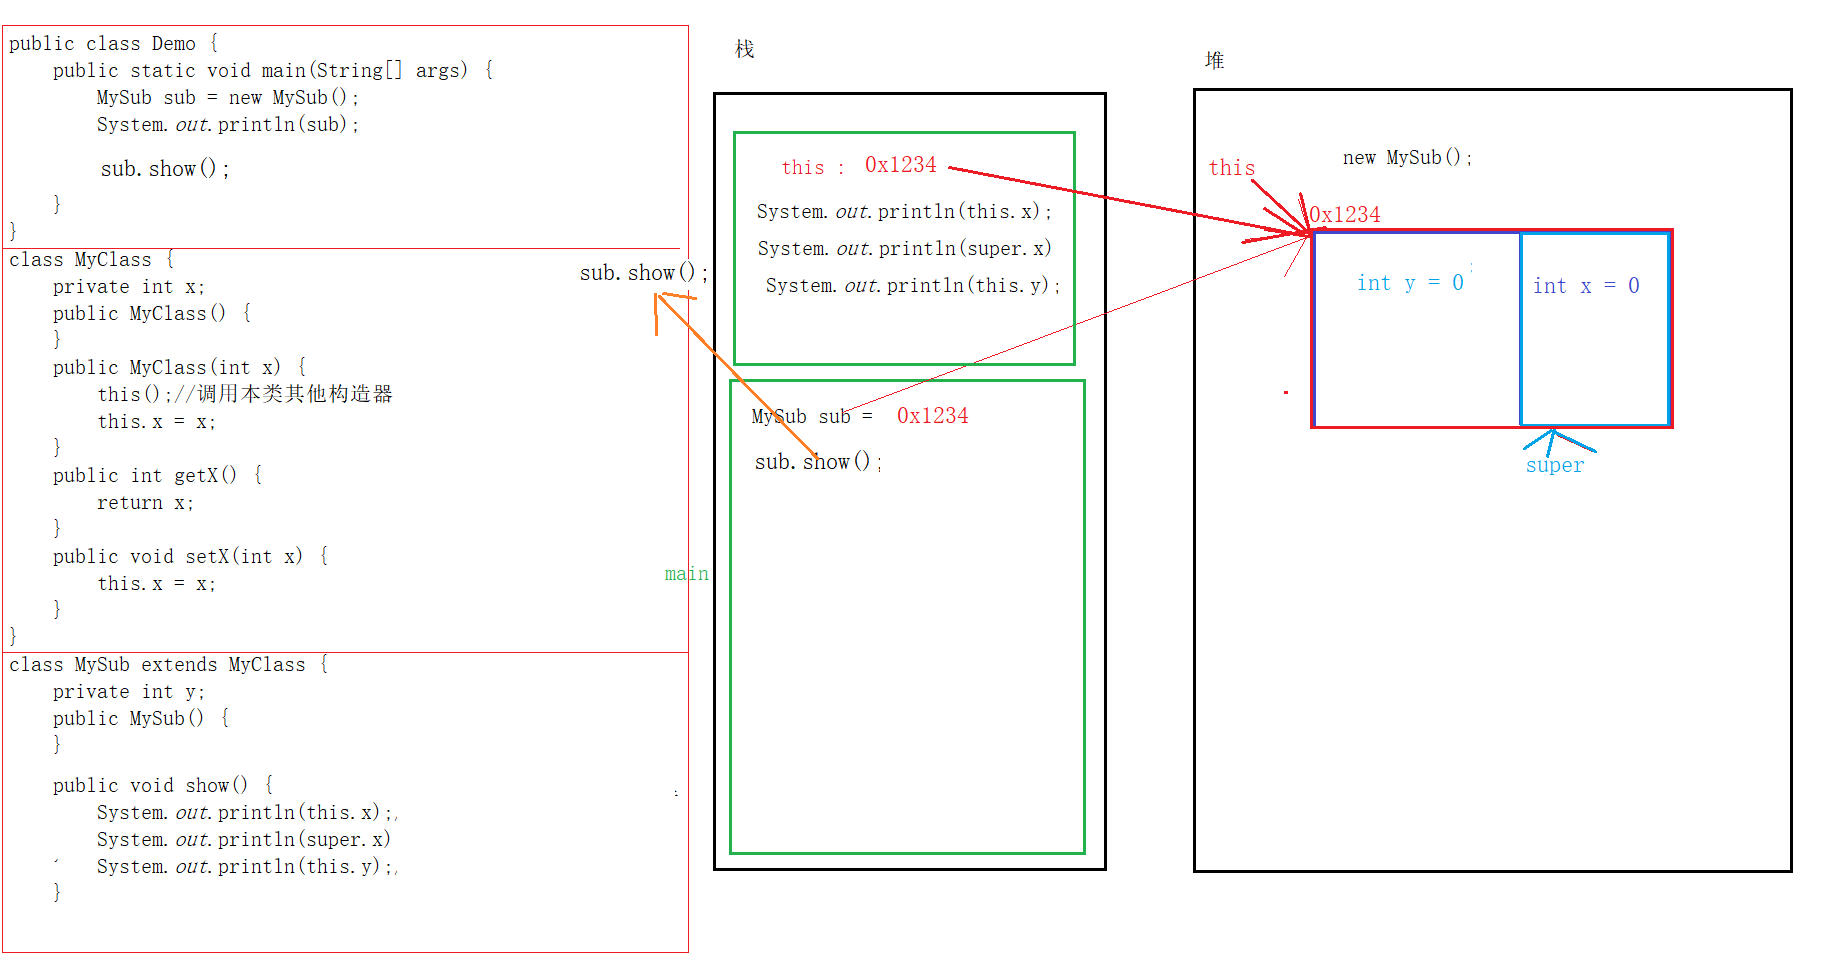 public class Demo {
public static void main(String[] args) {
MySub sub = new MySub();
System.out.println(sub);
sub.show();
}
}
class MyClass {
private int x;
public MyClass() {
}
public MyClass(int x) {
this();//调用本类其他构造器
this.x = x;
}
public int getX() {
return x;
}
public void setX(int x) {
this.x = x;
}
}
class MySub extends MyClass {
private int y;
public MySub() {
}
public void show() {
System.out.println(this.x);
System.out.println(super.x)
System.out.println(this.y);
}
sub.show();
main
栈
this : 0x1234
System.out.println(this.x);
System.out.println(super.x)
System.out.println(this.y);
MySub sub = 0x1234
sub.show();
堆
new MySub();
this
0x1234
int y = 0
int x = 0
super